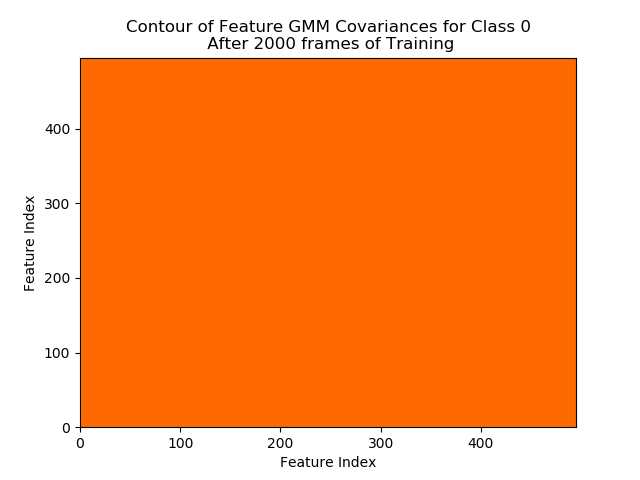 Contour of Feature GMM Covariances for Class 0
After 2000 frames of Training
400
300
200
100
0
Feature Index
0 100 200 300 400
Feature Index